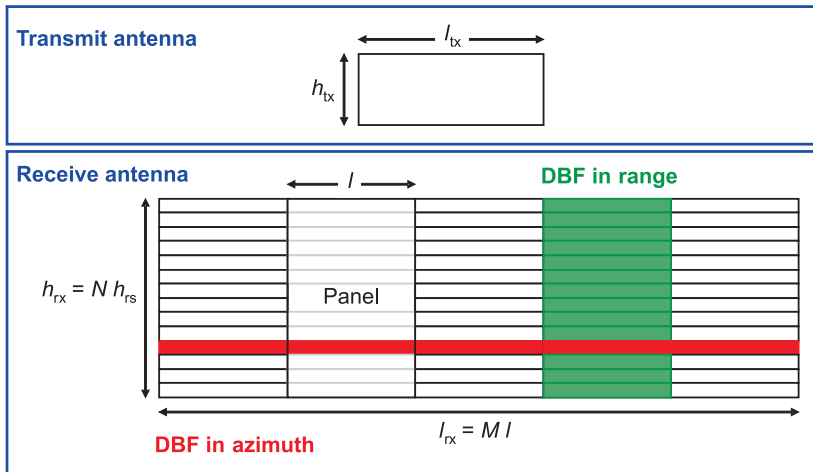 Transmit antenna
l_tx
h_tx
Receive antenna
l
DBF in range
h_rx = N h_rs
Panel
l_rx = M l
DBF in azimuth